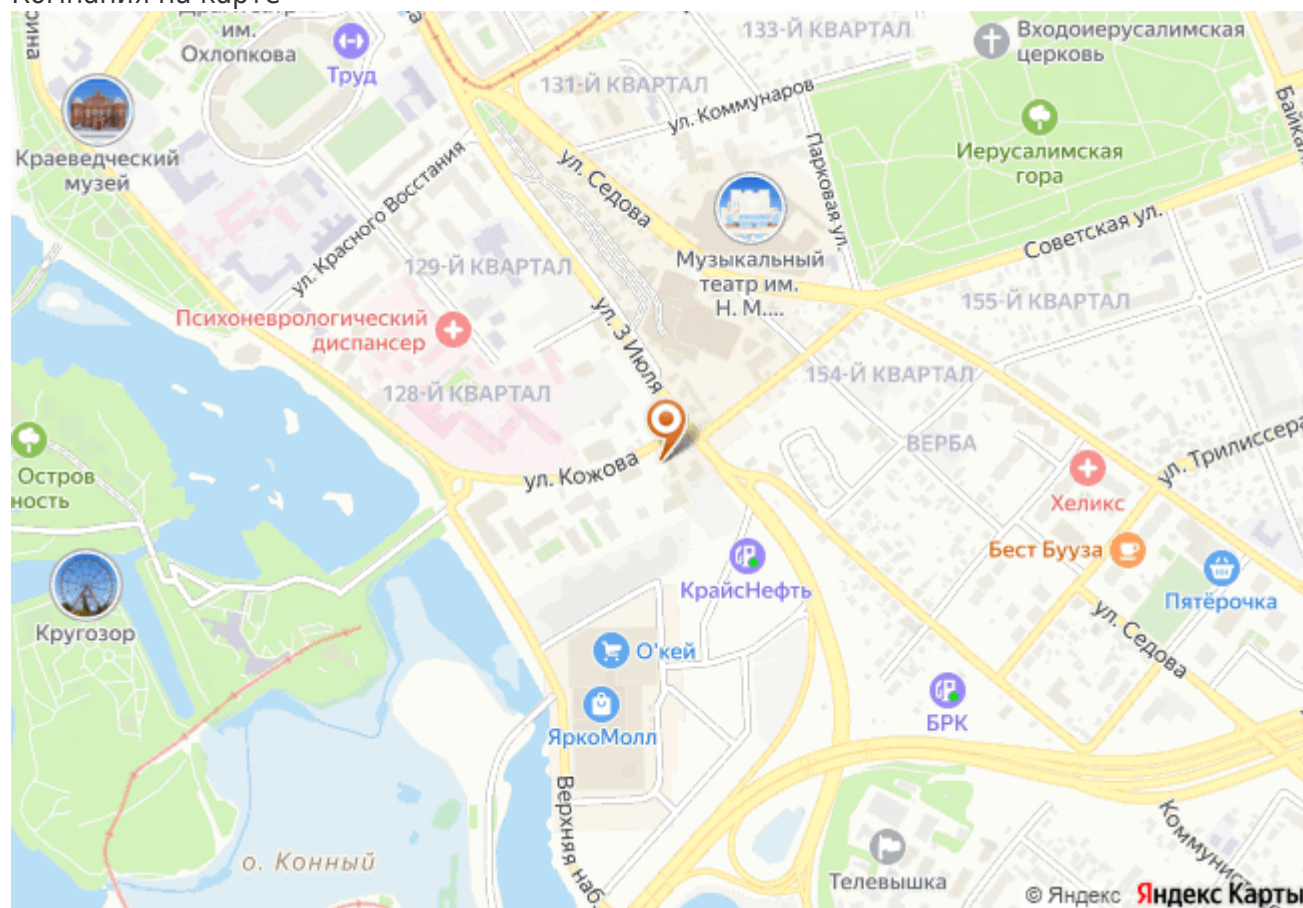 Компания на карте
им.
Охлопкова
Труд
133-Й КВАРТАЛ
Входоиерусалимская
церковь
131-Й КВАРТАЛ
ул. Коммунаров
Краеведческий
музей
ул. Красного Восстания
ул. Седова
Парковая ул.
Иерусалимская
гора
Советская ул.
129-Й КВАРТАЛ
Музыкальный
театр им.
Н. М....
155-Й КВАРТАЛ
Психоневрологический
диспансер
ул. 3 Июля
128-Й КВАРТАЛ
154-Й КВАРТАЛ
ВЕРБА
ул. Трилиссера
Остров
ность
ул. Кожова
Хеликс
Бест Бууза
КрайсНефть
Пятёрочка
Кругозор
О'кей
ул. Седова
ЯркоМолл
БРК
Верхняя наб.
о. Конный
Телевышка
© Яндекс Яндекс Карты